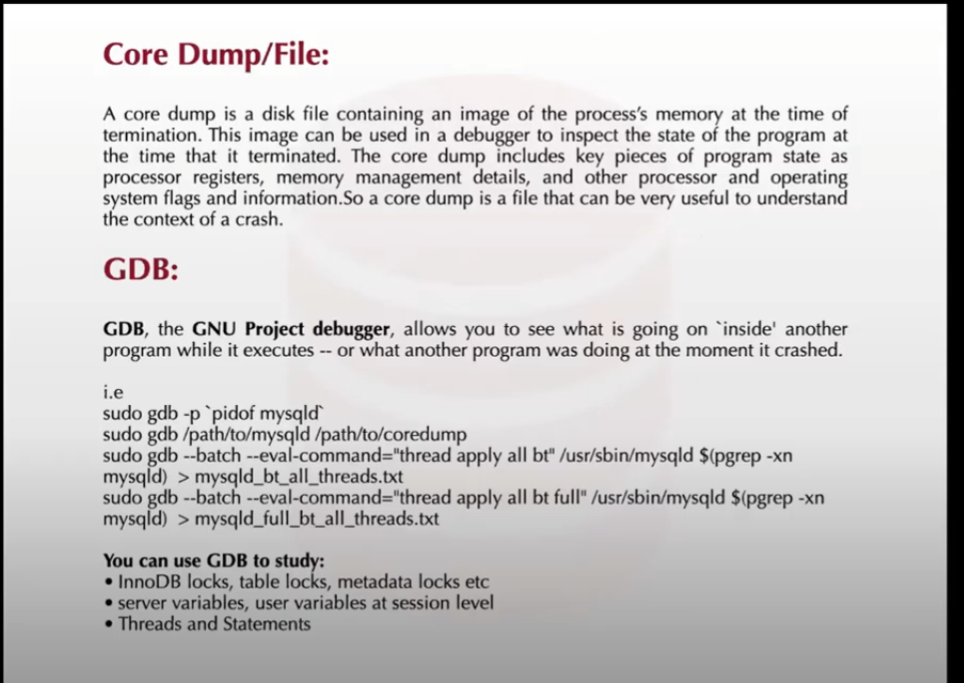 Core Dump/File:
A core dump is a disk file containing an image of the process's memory at the time of
termination. This image can be used in a debugger to inspect the state of the program at
the time that it terminated. The core dump includes key pieces of program state as
processor registers, memory management details, and other processor and operating
system flags and information.So a core dump is a file that can be very useful to understand
the context of a crash.
GDB:
GDB, the GNU Project debugger, allows you to see what is going on `inside' another
program while it executes -- or what another program was doing at the moment it crashed.
i.e
sudo gdb -p `pidof mysqld`
sudo gdb /path/to/mysqld /path/to/coredump
sudo gdb --batch --eval-command="thread apply all bt" /usr/sbin/mysqld $(pgrep -xn
mysqld)  > mysqld_bt_all_threads.txt
sudo gdb --batch --eval-command="thread apply all bt full" /usr/sbin/mysqld $(pgrep -xn
mysqld)  > mysqld_full_bt_all_threads.txt
You can use GDB to study:
• InnoDB locks, table locks, metadata locks etc
• server variables, user variables at session level
• Threads and Statements